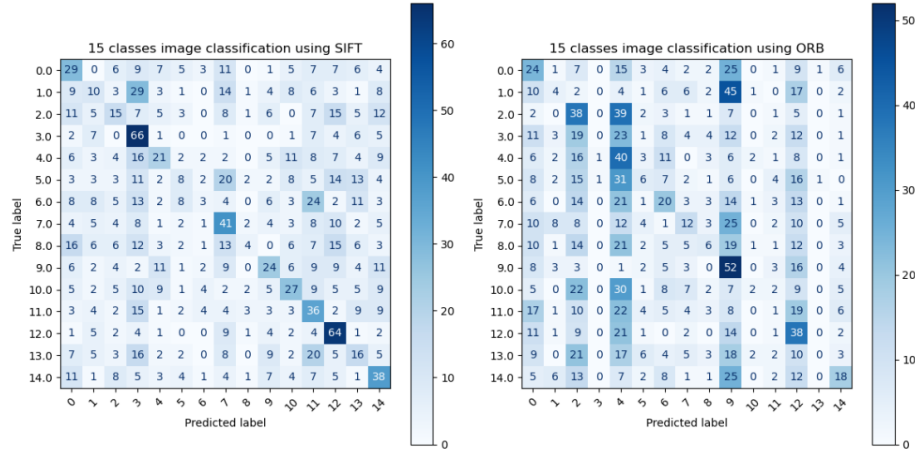 15 classes image classification using SIFT
0.0 29 0 6 9 7 5 3 11 0 1 5 7 7 6 4
1.0 9 10 3 29 3 1 0 14 1 4 8 6 3 1 8
2.0 11 5 15 7 5 3 0 8 1 6 0 7 15 5 12
3.0 2 7 0 66 1 0 1 0 0 1 1 7 4 6 5
4.0 6 3 4 16 21 2 2 2 0 5 11 8 7 4 9
5.0 3 3 3 11 2 8 2 20 0 2 8 5 14 13 4
6.0 8 8 5 13 2 8 3 4 0 6 3 24 2 11 3
7.0 4 5 4 8 1 2 1 41 1 2 3 8 10 2 5
8.0 16 6 6 12 3 2 1 13 4 0 6 7 15 6 3
9.0 6 2 2 4 11 1 2 9 0 24 6 9 9 4 11
10.0 5 2 5 10 9 1 4 2 2 5 27 9 5 5 9
11.0 3 4 2 15 1 2 4 4 3 3 3 36 2 9 9
12.0 1 5 2 4 1 0 0 9 1 4 2 4 64 1 2
13.0 7 5 3 16 2 2 0 8 0 9 2 20 5 16 5
14.0 11 1 8 5 3 4 1 4 1 7 4 7 5 1 38
0 1 2 3 4 5 6 7 8 9 10 11 12 13 14
True label
Predicted label
60
50
40
30
20
10
0
15 classes image classification using ORB
0.0 24 1 7 0 15 3 4 2 2 25 0 1 9 1 6
1.0 10 4 2 0 4 1 6 6 2 45 1 0 17 0 2
2.0 2 2 38 0 39 2 3 1 1 7 0 1 5 0 1
3.0 11 3 19 0 23 1 8 4 4 12 0 2 12 0 1
4.0 6 2 16 1 40 3 11 0 3 6 2 1 8 0 1
5.0 8 2 15 1 31 6 7 2 1 6 0 4 16 1 0
6.0 6 0 14 0 21 1 20 3 3 14 1 3 13 0 1
7.0 10 8 8 0 12 4 1 12 3 25 0 2 10 0 5
8.0 10 1 14 0 21 2 5 5 6 19 1 1 12 0 3
9.0 8 3 3 0 1 2 5 3 0 52 0 3 16 0 4
10.0 5 0 22 0 30 1 8 7 2 7 2 2 9 0 5
11.0 17 1 10 0 22 4 5 4 3 9 0 0 19 0 6
12.0 11 1 9 0 21 1 0 2 0 14 0 1 38 0 2
13.0 9 0 21 0 17 6 4 5 3 18 2 2 10 0 3
14.0 5 6 13 0 7 2 8 1 1 25 0 2 12 0 18
0 1 2 3 4 5 6 7 8 9 10 11 12 13 14
True label
Predicted label
50
40
30
20
10
0